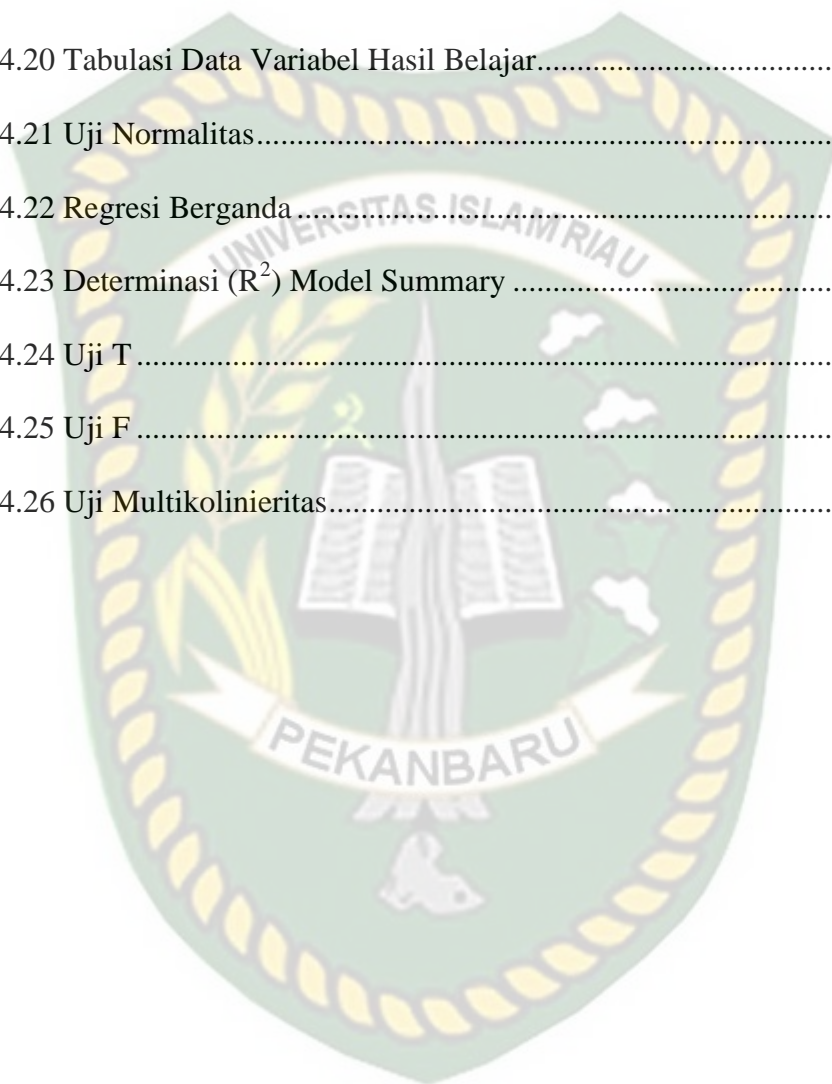 4.20 Tabulasi Data Variabel Hasil Belajar....................................
4.21 Uji Normalitas.......................................................................
4.22 Regresi Berganda..................................................................
UNIVERSITAS ISLAM RIAU
4.23 Determinasi (R²) Model Summary ........................................
4.24 Uji T.......................................................................................
4.25 Uji F.......................................................................................
4.26 Uji Multikolinieritas...............................................................
PEKANBARU